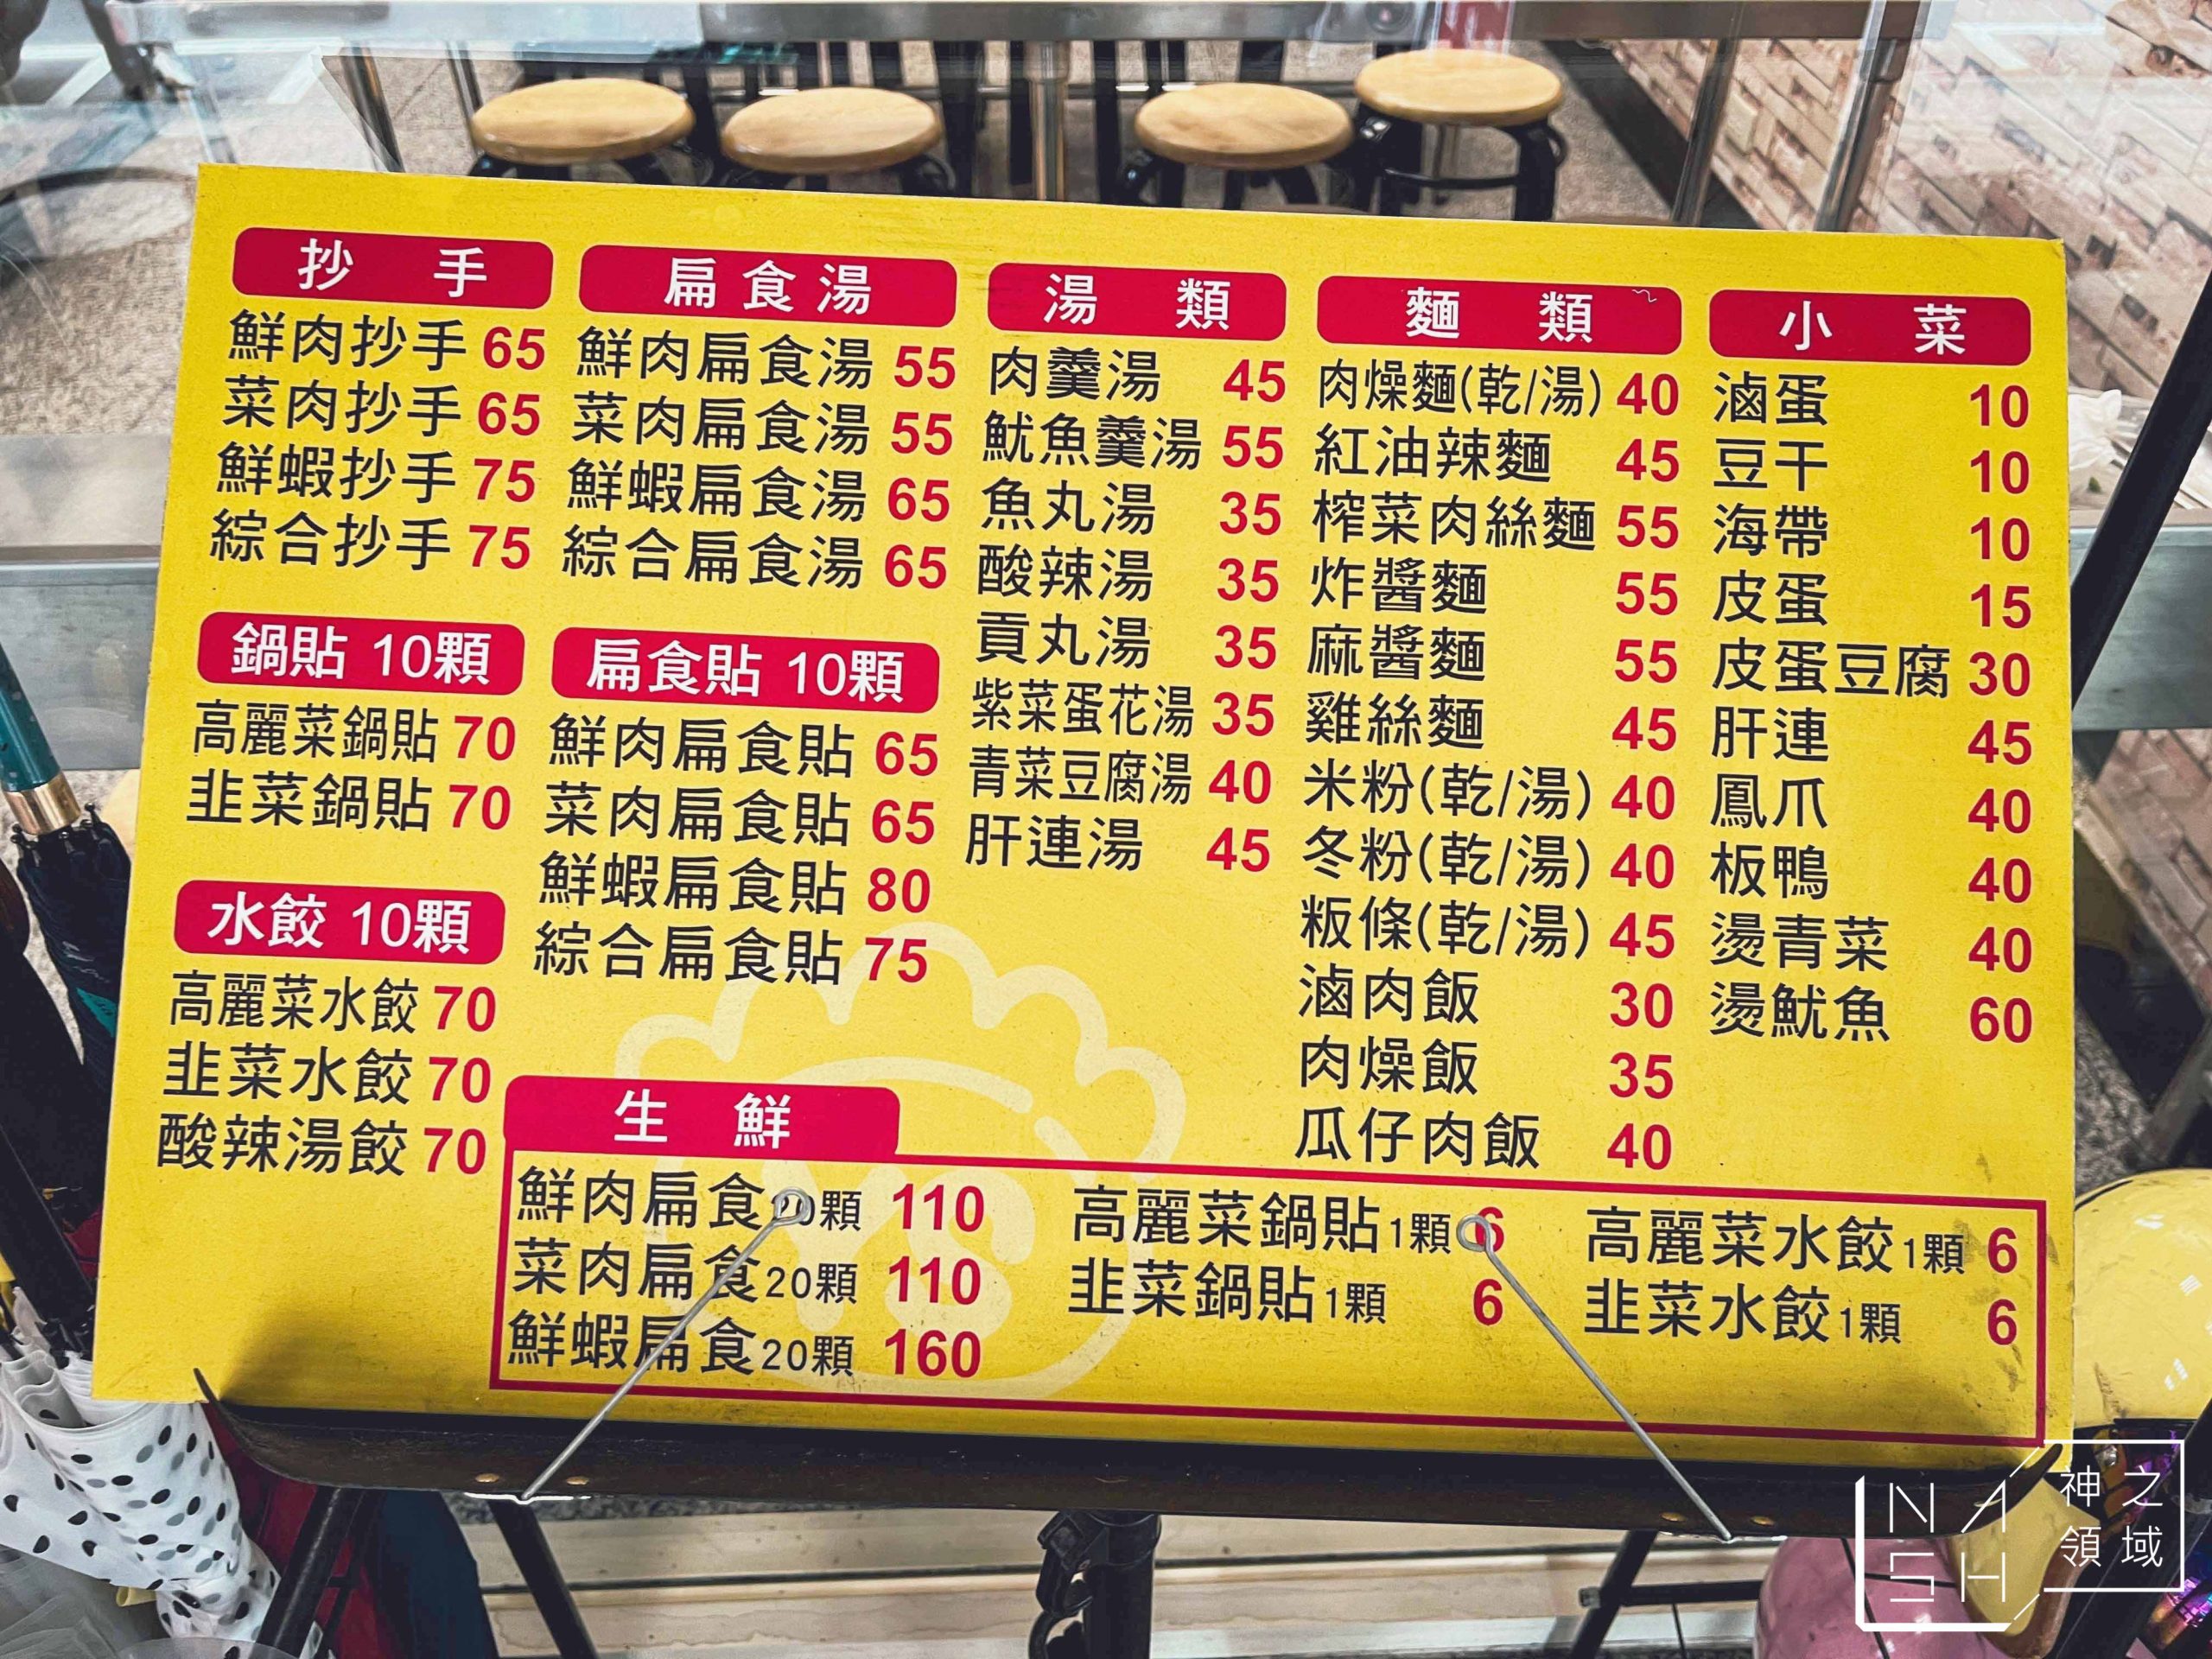 抄手
鮮肉抄手 65
菜肉抄手 65
鮮蝦抄手 75
綜合抄手 75
鍋貼 10顆
高麗菜鍋貼 70
韭菜鍋貼 70
水餃 10顆
高麗菜水餃 70
韭菜水餃 70
酸辣湯餃 70
扁食湯
鮮肉扁食湯 55
菜肉扁食湯 55
鮮蝦扁食湯 65
綜合扁食湯 65
扁食貼 10顆
鮮肉扁食貼 65
菜肉扁食貼 65
鮮蝦扁食貼 80
綜合扁食貼 75
湯類
肉羹湯 45
魷魚羹湯 55
魚丸湯 35
酸辣湯 35
貢丸湯 35
紫菜蛋花湯 35
青菜豆腐湯 40
肝連湯 45
麵類
肉燥麵(乾/湯) 40
紅油辣麵 45
榨菜肉絲麵 55
炸醬麵 55
麻醬麵 55
雞絲麵 45
米粉(乾/湯) 40
冬粉(乾/湯) 40
粄條(乾/湯) 45
滷肉飯 30
肉燥飯 35
瓜仔肉飯 40
小菜
滷蛋 10
豆干 10
海帶 10
皮蛋 15
皮蛋豆腐 30
肝連 45
鳳爪 40
板鴨 40
燙青菜 40
燙魷魚 60
生鮮
鮮肉扁食20顆 110
菜肉扁食20顆 110
鮮蝦扁食20顆 160
高麗菜鍋貼1顆 6
韭菜鍋貼1顆 6
高麗菜水餃1顆 6
韭菜水餃1顆 6
NASH
神之領域